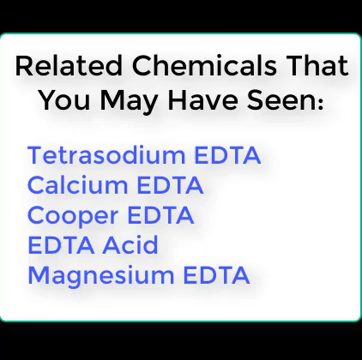 Related Chemicals That
You May Have Seen:
Tetrasodium EDTA
Calcium EDTA
Cooper EDTA
EDTA Acid
Magnesium EDTA